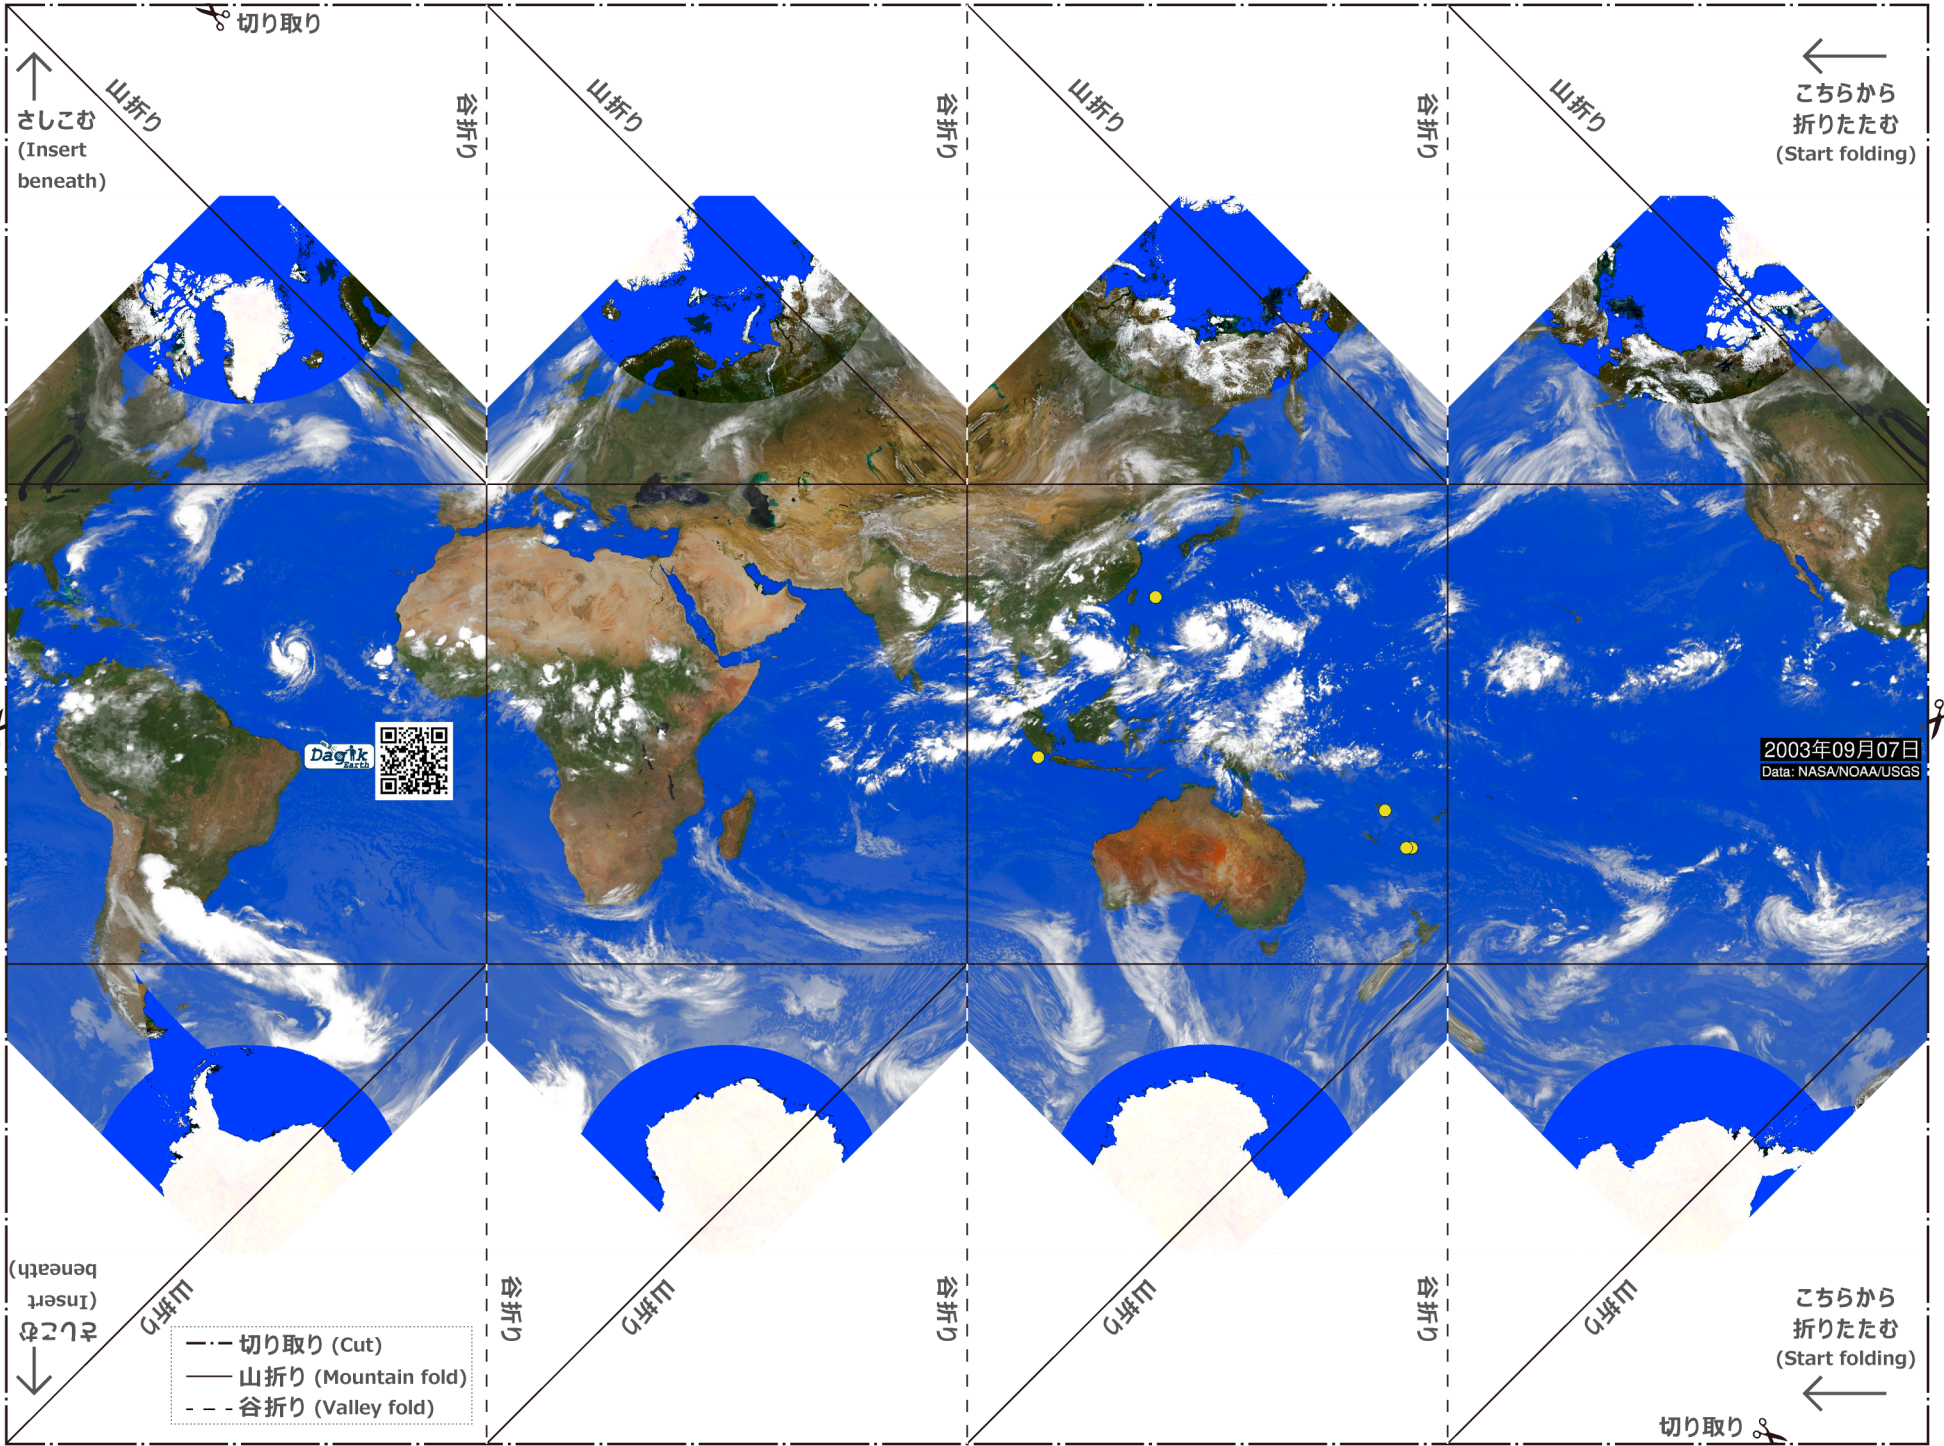 切り取り
山折り
谷折り
山折り
谷折り
山折り
谷折り
山折り
こちらから
折りたたむ
(Start folding)
さしこむ
(Insert
beneath)
Dagik
Earth
2003年09月07日
Data: NASA/NOAA/USGS
さしこむ
(Insert
beneath)
山折り
谷折り
山折り
谷折り
山折り
谷折り
山折り
こちらから
折りたたむ
(Start folding)
切り取り (Cut)
山折り (Mountain fold)
谷折り (Valley fold)
切り取り